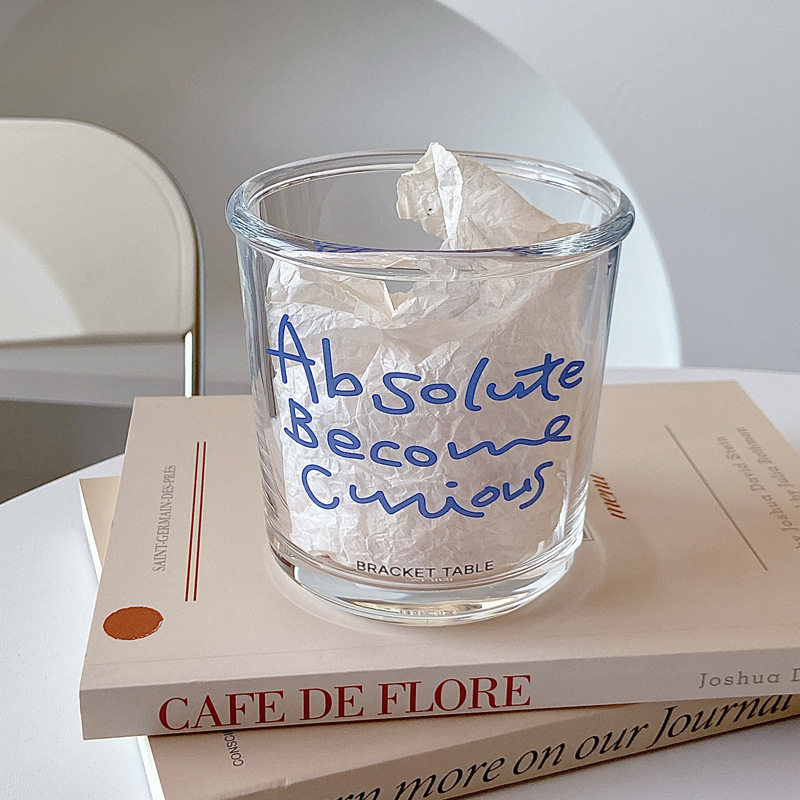 Absolute
Become
Curious
BRACKET TABLE
SAINT-GERMAIN-DES-PRÉS
menu
by Joshua David Stein
by Julia Rothman
CAFE DE FLORE
Joshua D
more on our Journal